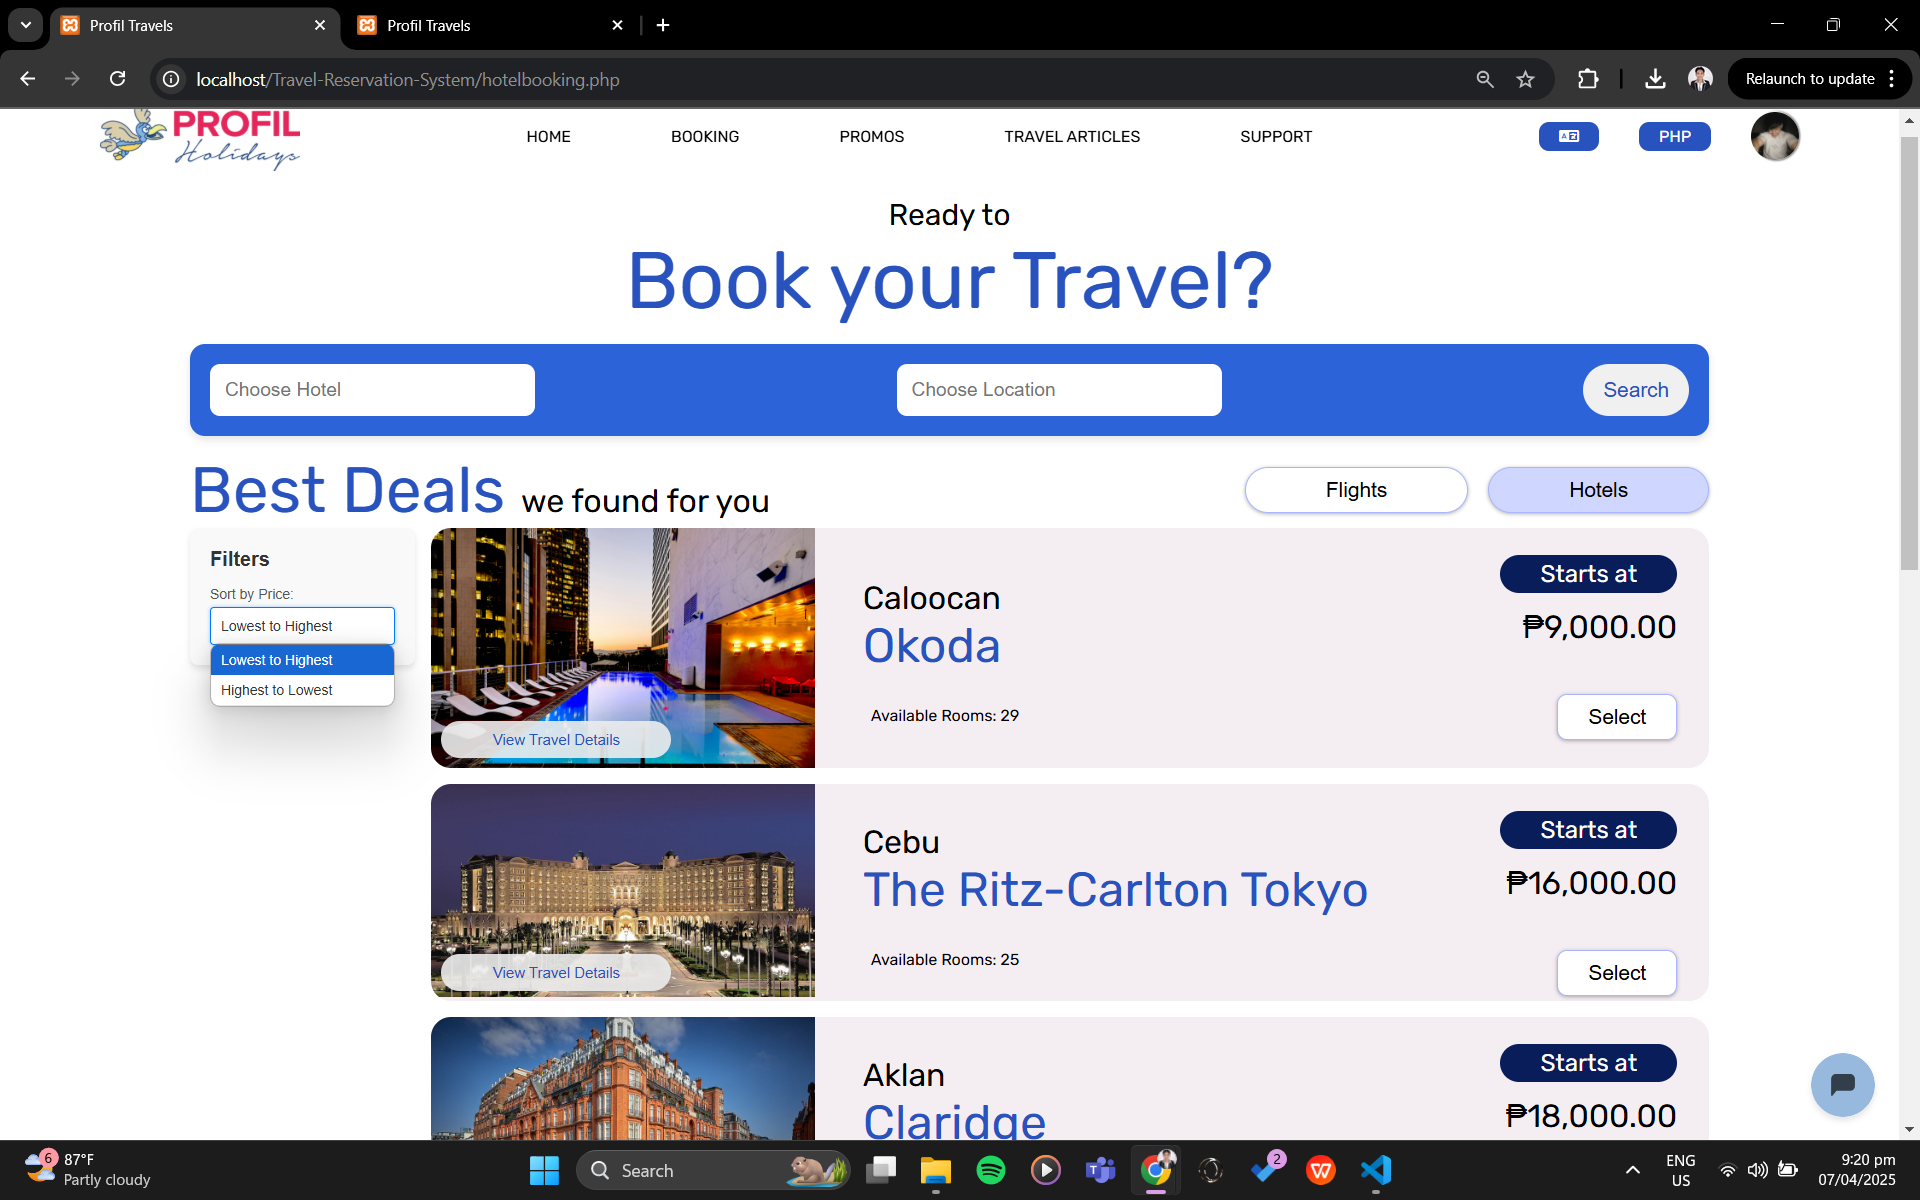 Profil Travels
Profil Travels
localhost/Travel-Reservation-System/hotelbooking.php
Relaunch to update
PROFIL
Holidays
HOME
BOOKING
PROMOS
TRAVEL ARTICLES
SUPPORT
PHP
Ready to
Book your Travel?
Choose Hotel
Choose Location
Search
Best Deals we found for you
Flights
Hotels
Filters
Sort by Price:
Lowest to Highest
Lowest to Highest
Highest to Lowest
View Travel Details
Caloocan
Okoda
Available Rooms: 29
Starts at
₱9,000.00
Select
View Travel Details
Cebu
The Ritz-Carlton Tokyo
Available Rooms: 25
Starts at
₱16,000.00
Select
Aklan
Claridge
Starts at
₱18,000.00
6
87°F
Partly cloudy
Search
2
ENG
US
9:20 pm
07/04/2025